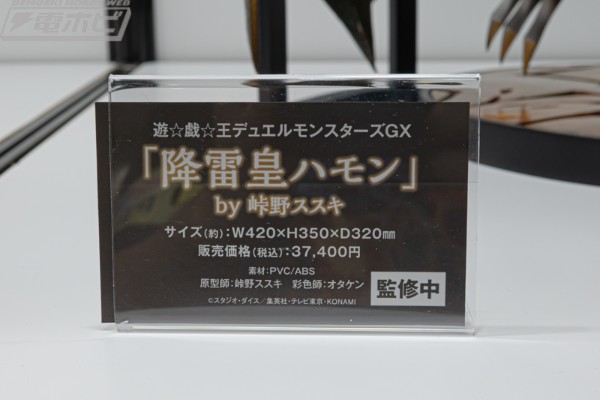 電ホビ
遊☆戯☆王デュエルモンスターズGX
「降雷皇ハモン」
by 峠野ススキ
サイズ(約):W420×H350×D320㎜
販売価格(税込):37,400円
素材:PVC/ABS
原型師:峠野ススキ 彩色師:オタケン
監修中
©スタジオ・ダイス／集英社・テレビ東京・KONAMI